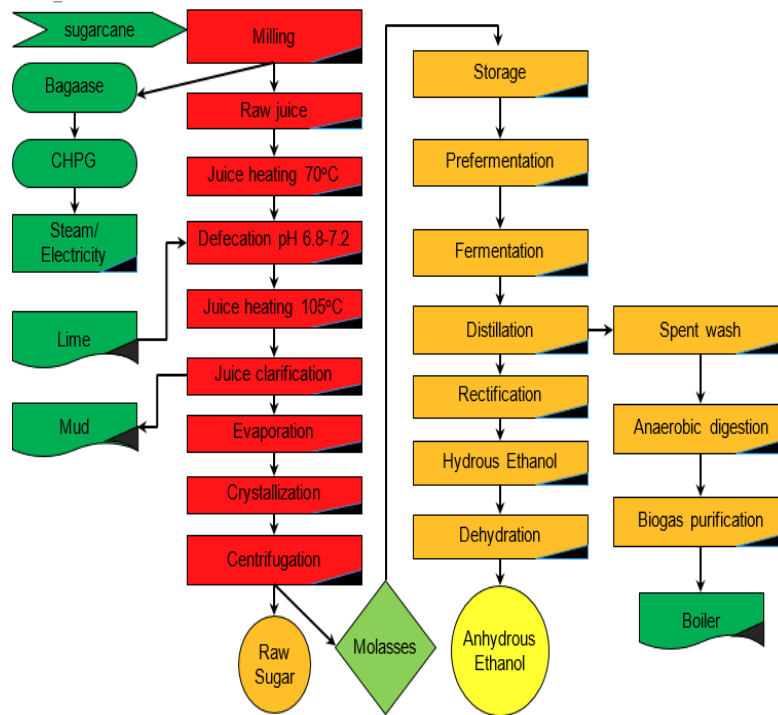 sugarcane
Milling
Bagaase
Raw juice
CHPG
Juice heating 70ºC
Steam/
Electricity
Defecation pH 6.8-7.2
Juice heating 105ºC
Lime
Juice clarification
Mud
Evaporation
Crystallization
Centrifugation
Raw
Sugar
Molasses
Storage
Prefermentation
Fermentation
Distillation
Rectification
Hydrous Ethanol
Dehydration
Anhydrous
Ethanol
Spent wash
Anaerobic digestion
Biogas purification
Boiler